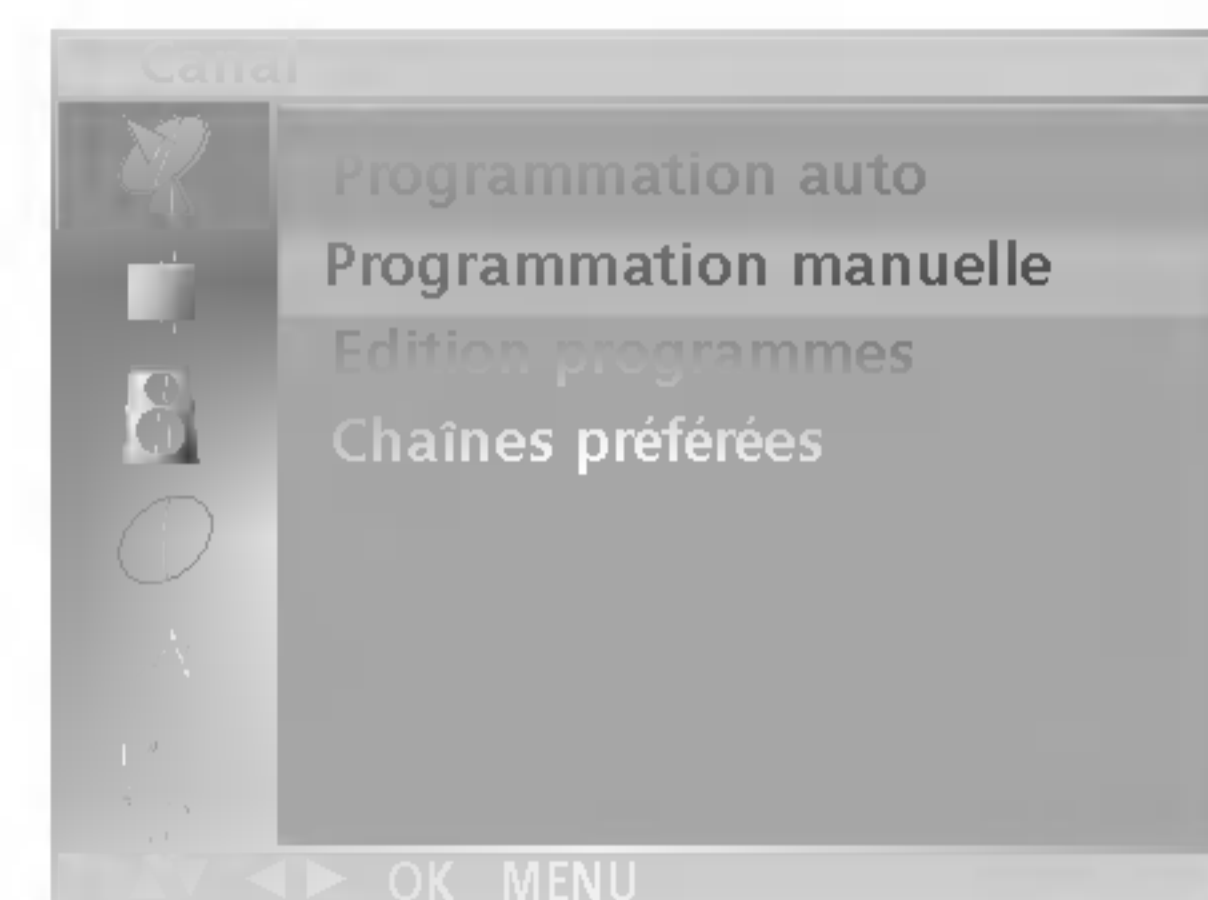 Canal
Programmation auto
Programmation manuelle
Edition programmes
Chaînes préférées
OK MENU